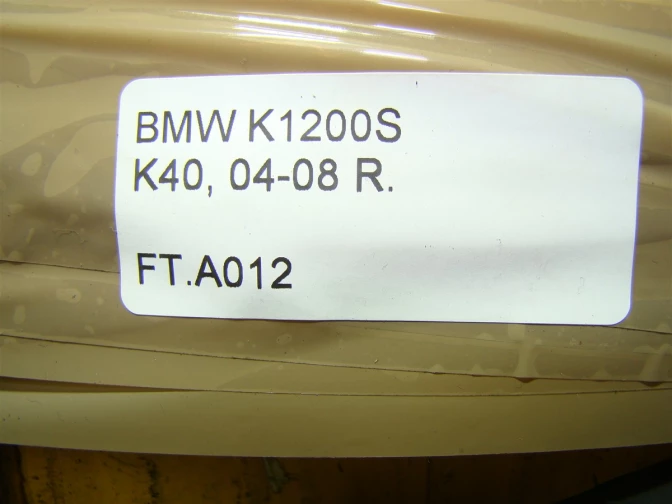 BMW K1200S
K40, 04-08 R.
FT.A012